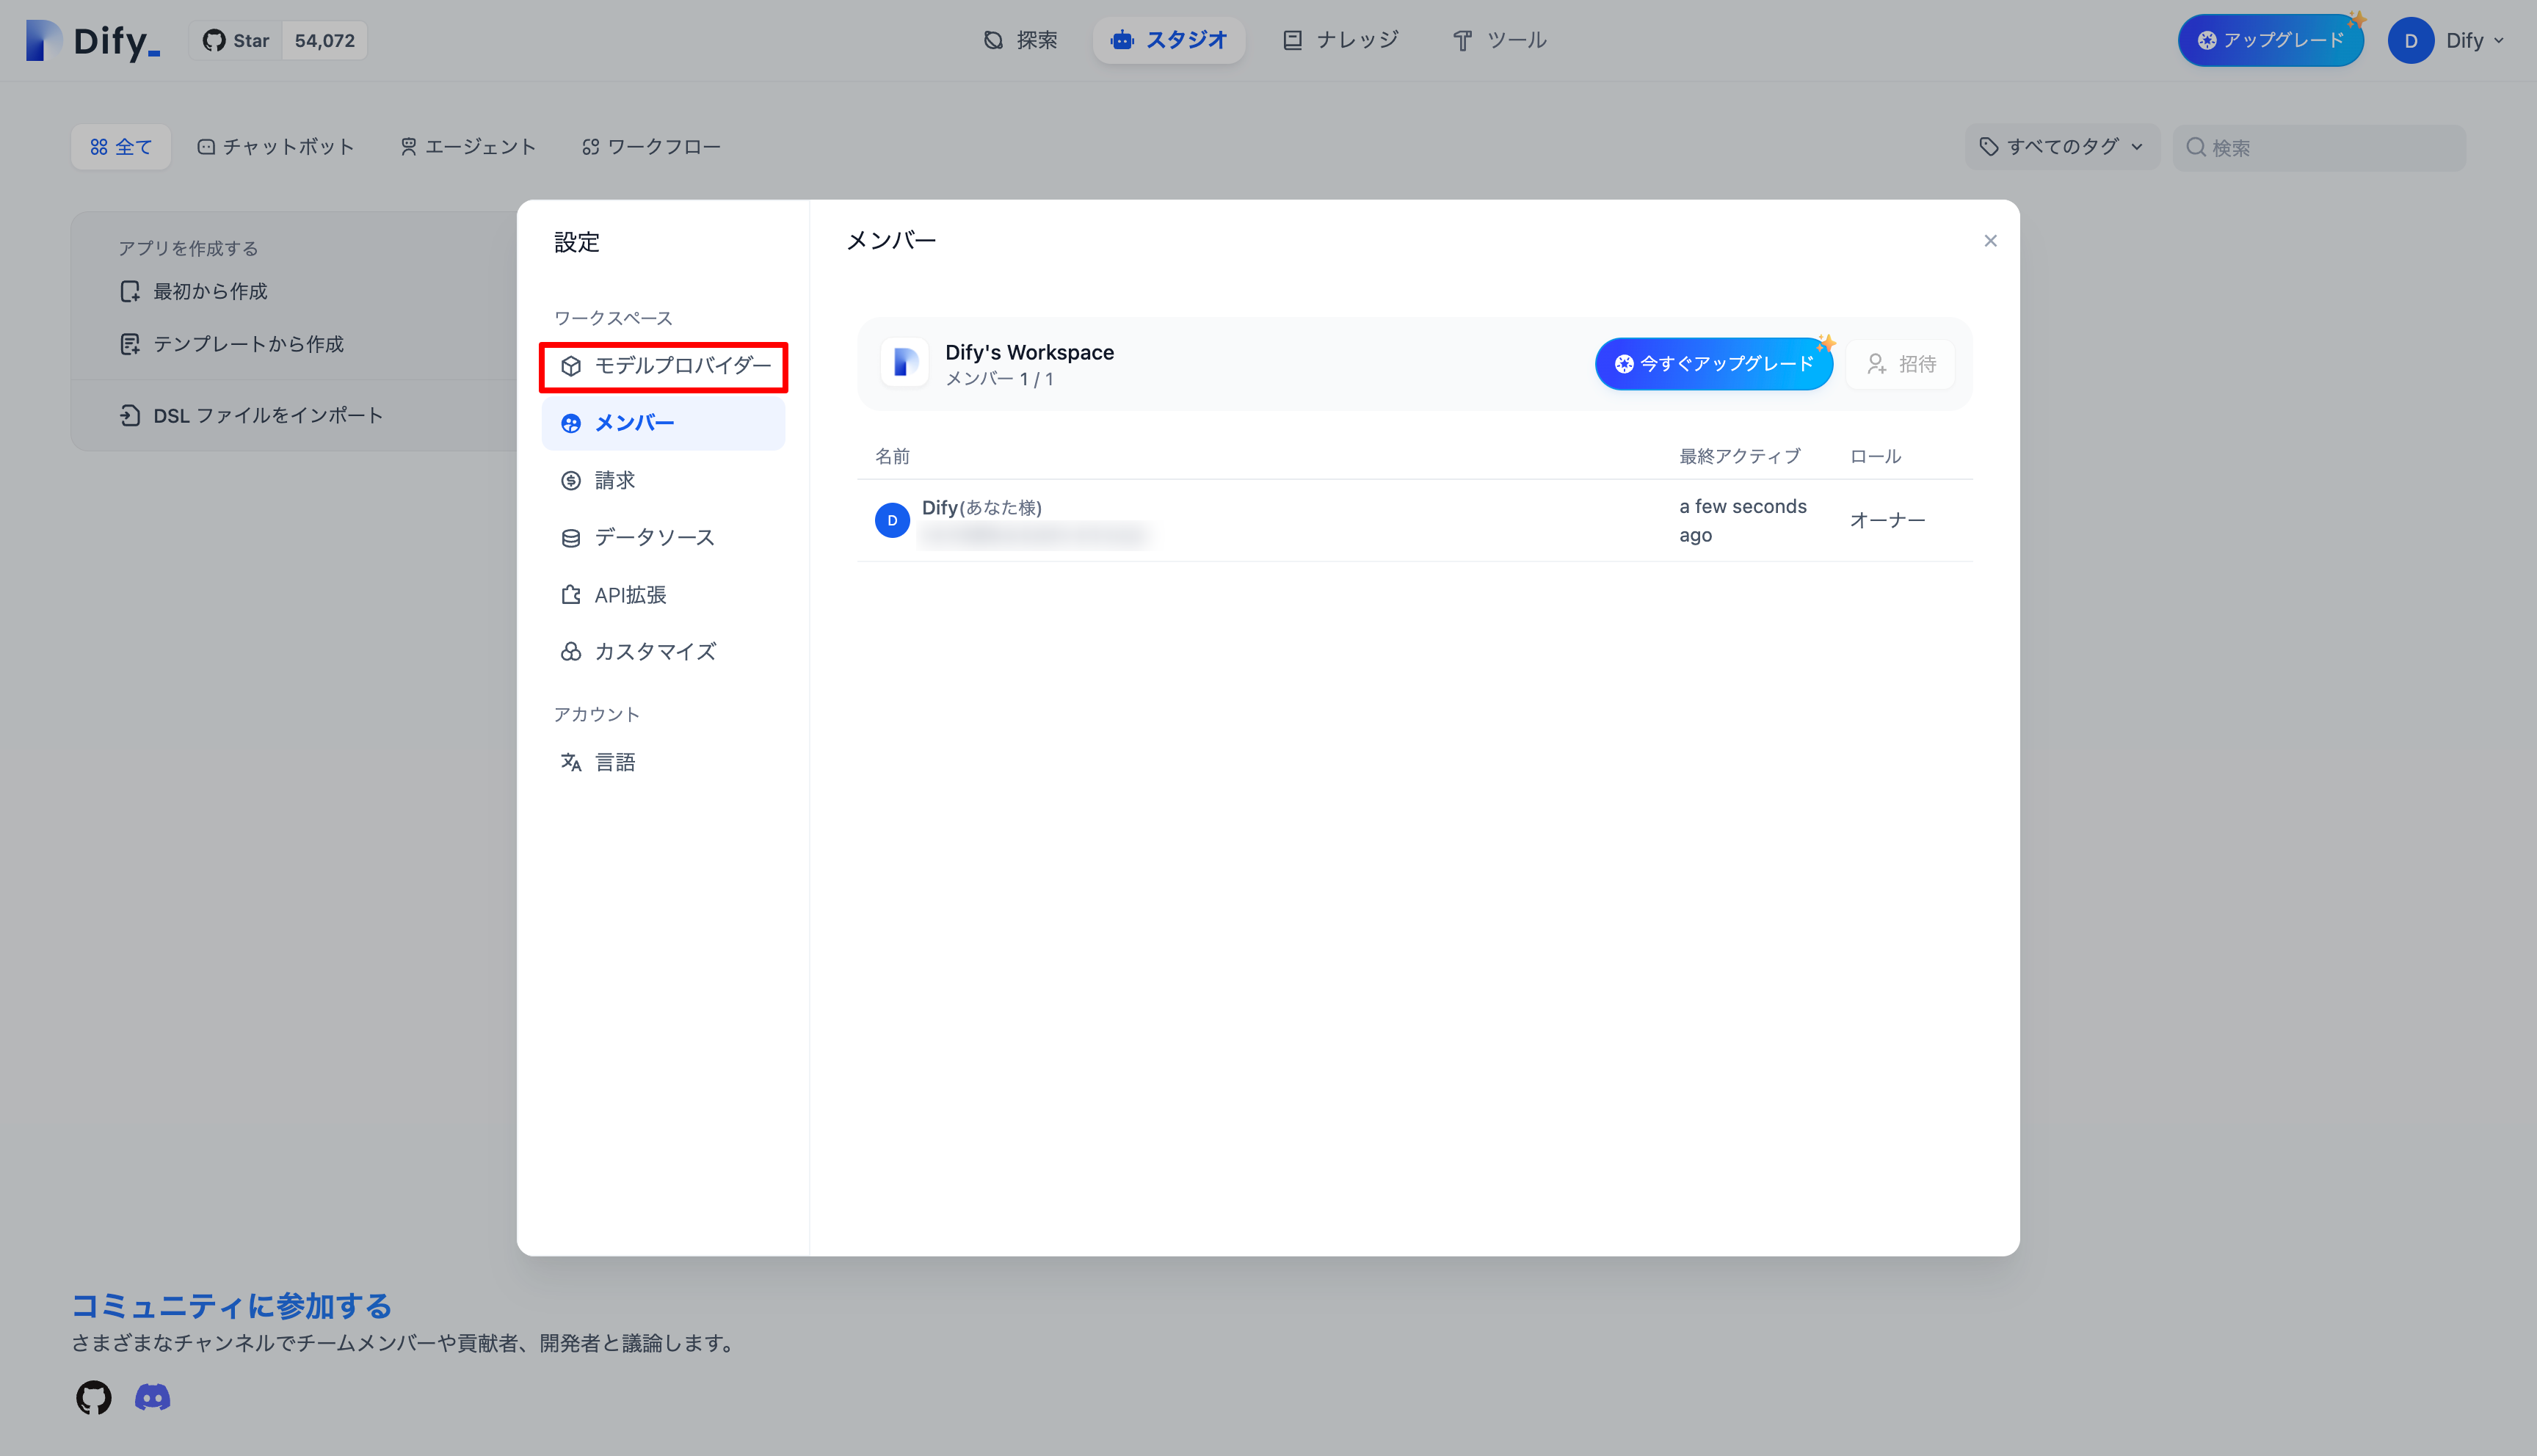 Dify_
Star 54,072
探索
スタジオ
ナレッジ
ツール
アップグレード
D Dify
全て
チャットボット
エージェント
ワークフロー
すべてのタグ
検索
アプリを作成する
最初から作成
テンプレートから作成
DSL ファイルをインポート
設定
ワークスペース
モデルプロバイダー
メンバー
請求
データソース
API拡張
カスタマイズ
アカウント
言語
メンバー
Dify's Workspace
メンバー 1 / 1
今すぐアップグレード
招待
名前 最終アクティブ ロール
D Dify(あなた様)
a few seconds
ago
オーナー
コミュニティに参加する
さまざまなチャンネルでチームメンバーや貢献者、開発者と議論します。